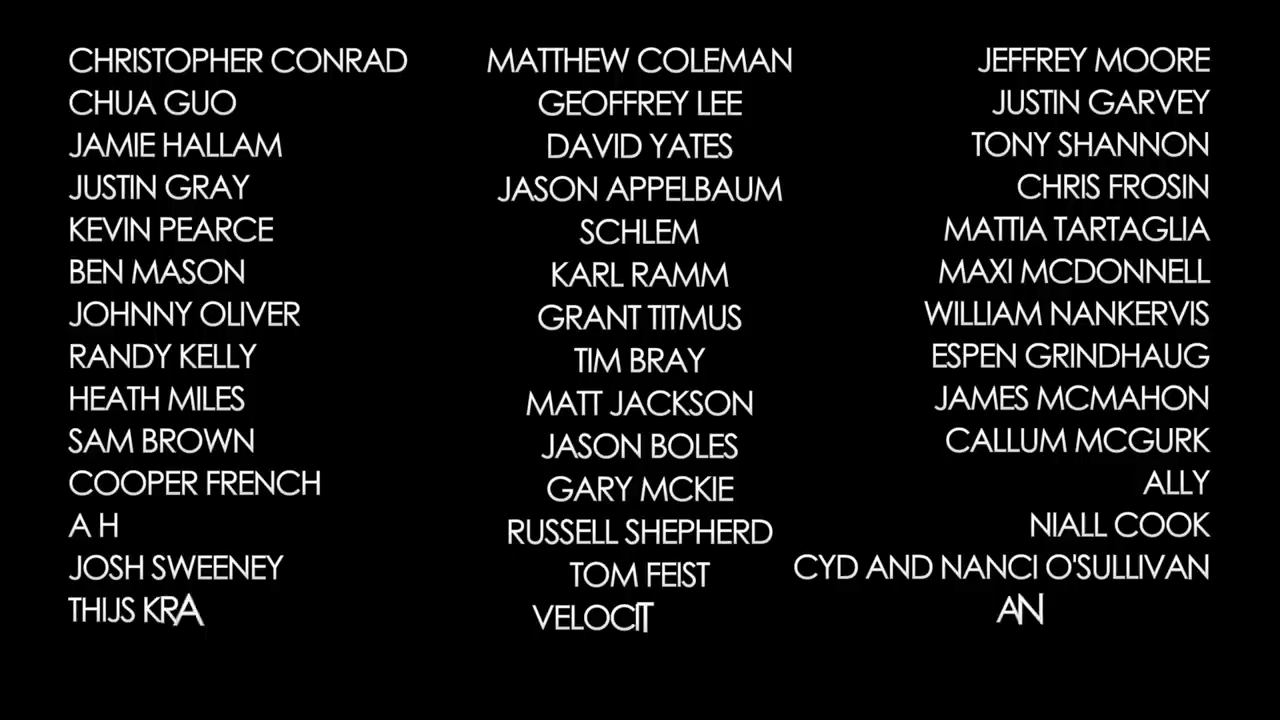 CHRISTOPHER CONRAD
CHUA GUO
JAMIE HALLAM
JUSTIN GRAY
KEVIN PEARCE
BEN MASON
JOHNNY OLIVER
RANDY KELLY
HEATH MILES
SAM BROWN
COOPER FRENCH
A H
JOSH SWEENEY
THIJS KRA
MATTHEW COLEMAN
GEOFFREY LEE
DAVID YATES
JASON APPELBAUM
SCHLEM
KARL RAMM
GRANT TITMUS
TIM BRAY
MATT JACKSON
JASON BOLES
GARY MCKIE
RUSSELL SHEPHERD
TOM FEIST
VELOCIT
JEFFREY MOORE
JUSTIN GARVEY
TONY SHANNON
CHRIS FROSIN
MATTIA TARTAGLIA
MAXI MCDONNELL
WILLIAM NANKERVIS
ESPEN GRINDHAUG
JAMES MCMAHON
CALLUM MCGURK
ALLY
NIALL COOK
CYD AND NANCI O'SULLIVAN
AN